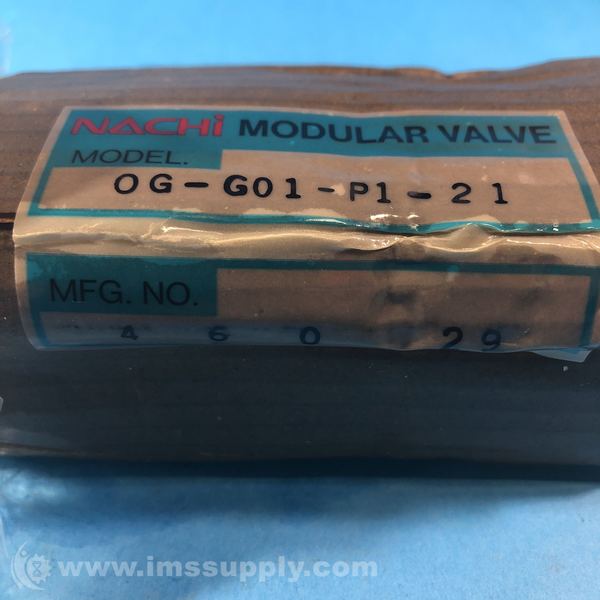 NACHi MODULAR VALVE
MODEL.
OG-G01-P1-21
MFG. NO.
4 6 0 29
www.imssupply.com